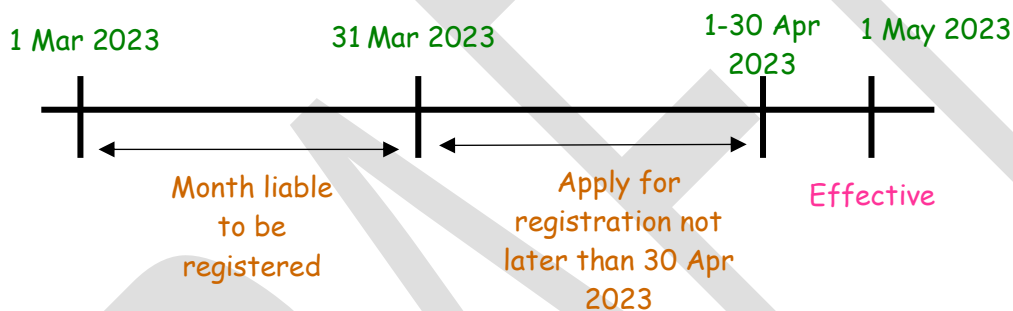 1 Mar 2023
31 Mar 2023
1-30 Apr
2023
1 May 2023
Month liable
to be
registered
Apply for
registration not
later than 30 Apr
2023
Effective